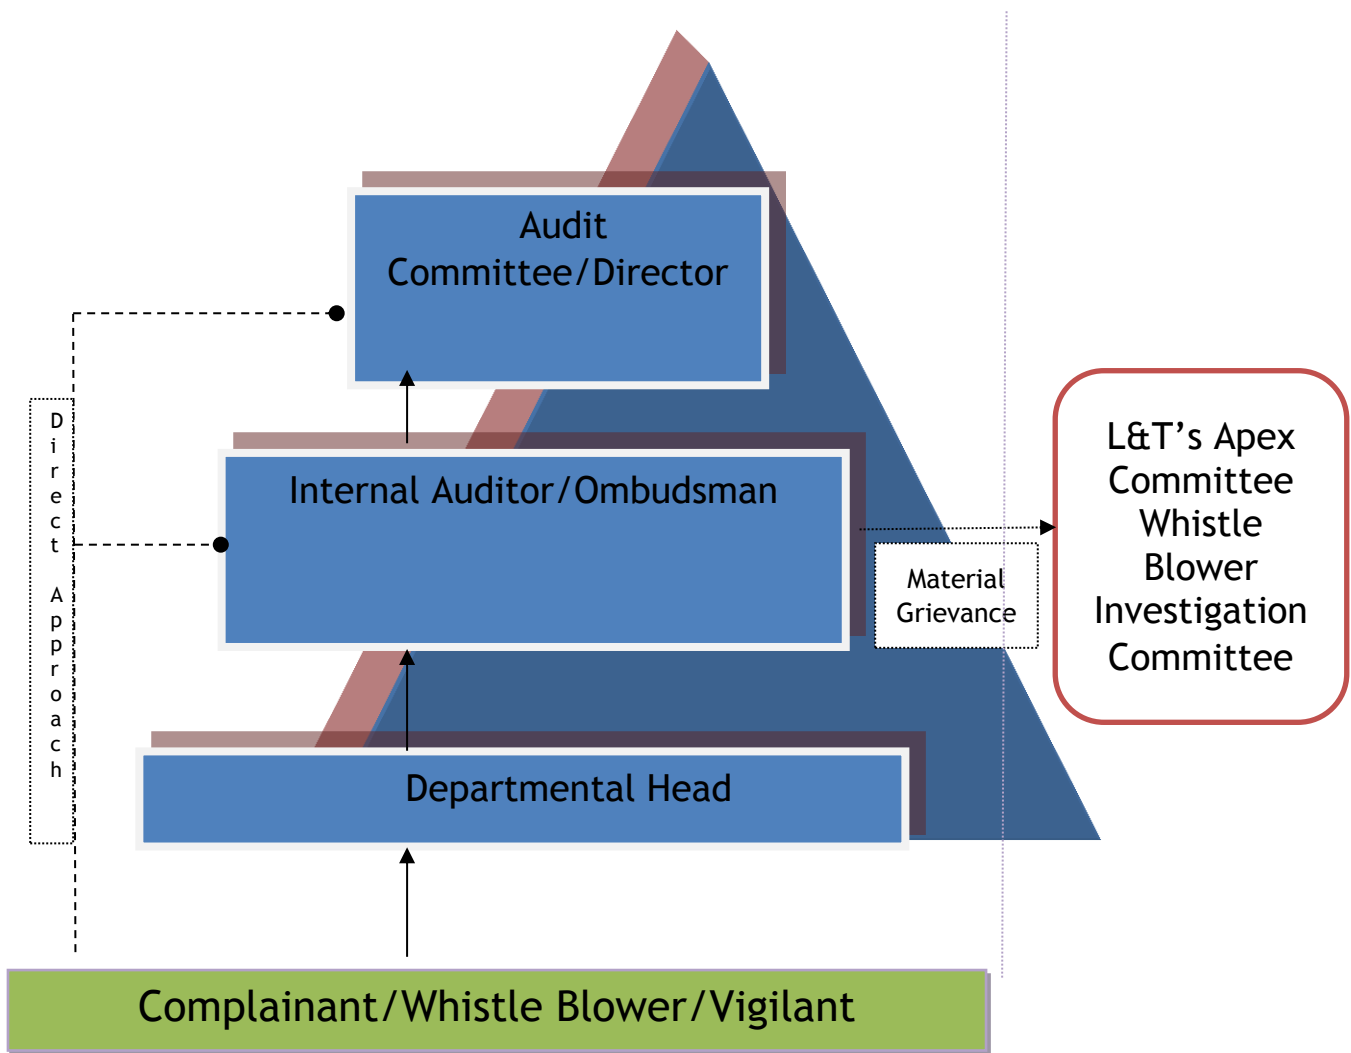 Audit
Committee/Director
Internal Auditor/Ombudsman
Departmental Head
Complainant/Whistle Blower/Vigilant
Direct Approach
Material
Grievance
L&T’s Apex
Committee
Whistle
Blower
Investigation
Committee